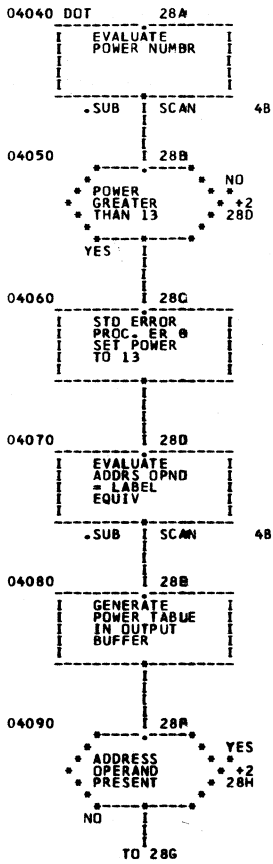 04040 DOT 28A
EVALUATE
POWER NUMBR
.SUB SCAN 4B
04050 28B
NO
POWER
GREATER +2
THAN 13 28D
YES
04060 28C
STD ERROR
PROC. ER 8
SET POWER
TO 13
04070 28D
EVALUATE
ADDRS OPND
= LABEL
EQUIV
.SUB SCAN 4B
04080 28E
GENERATE
POWER TABLE
IN OUTPUT
BUFFER
04090 28F
YES
ADDRESS
OPERAND +2
PRESENT 28H
NO
TO 28G